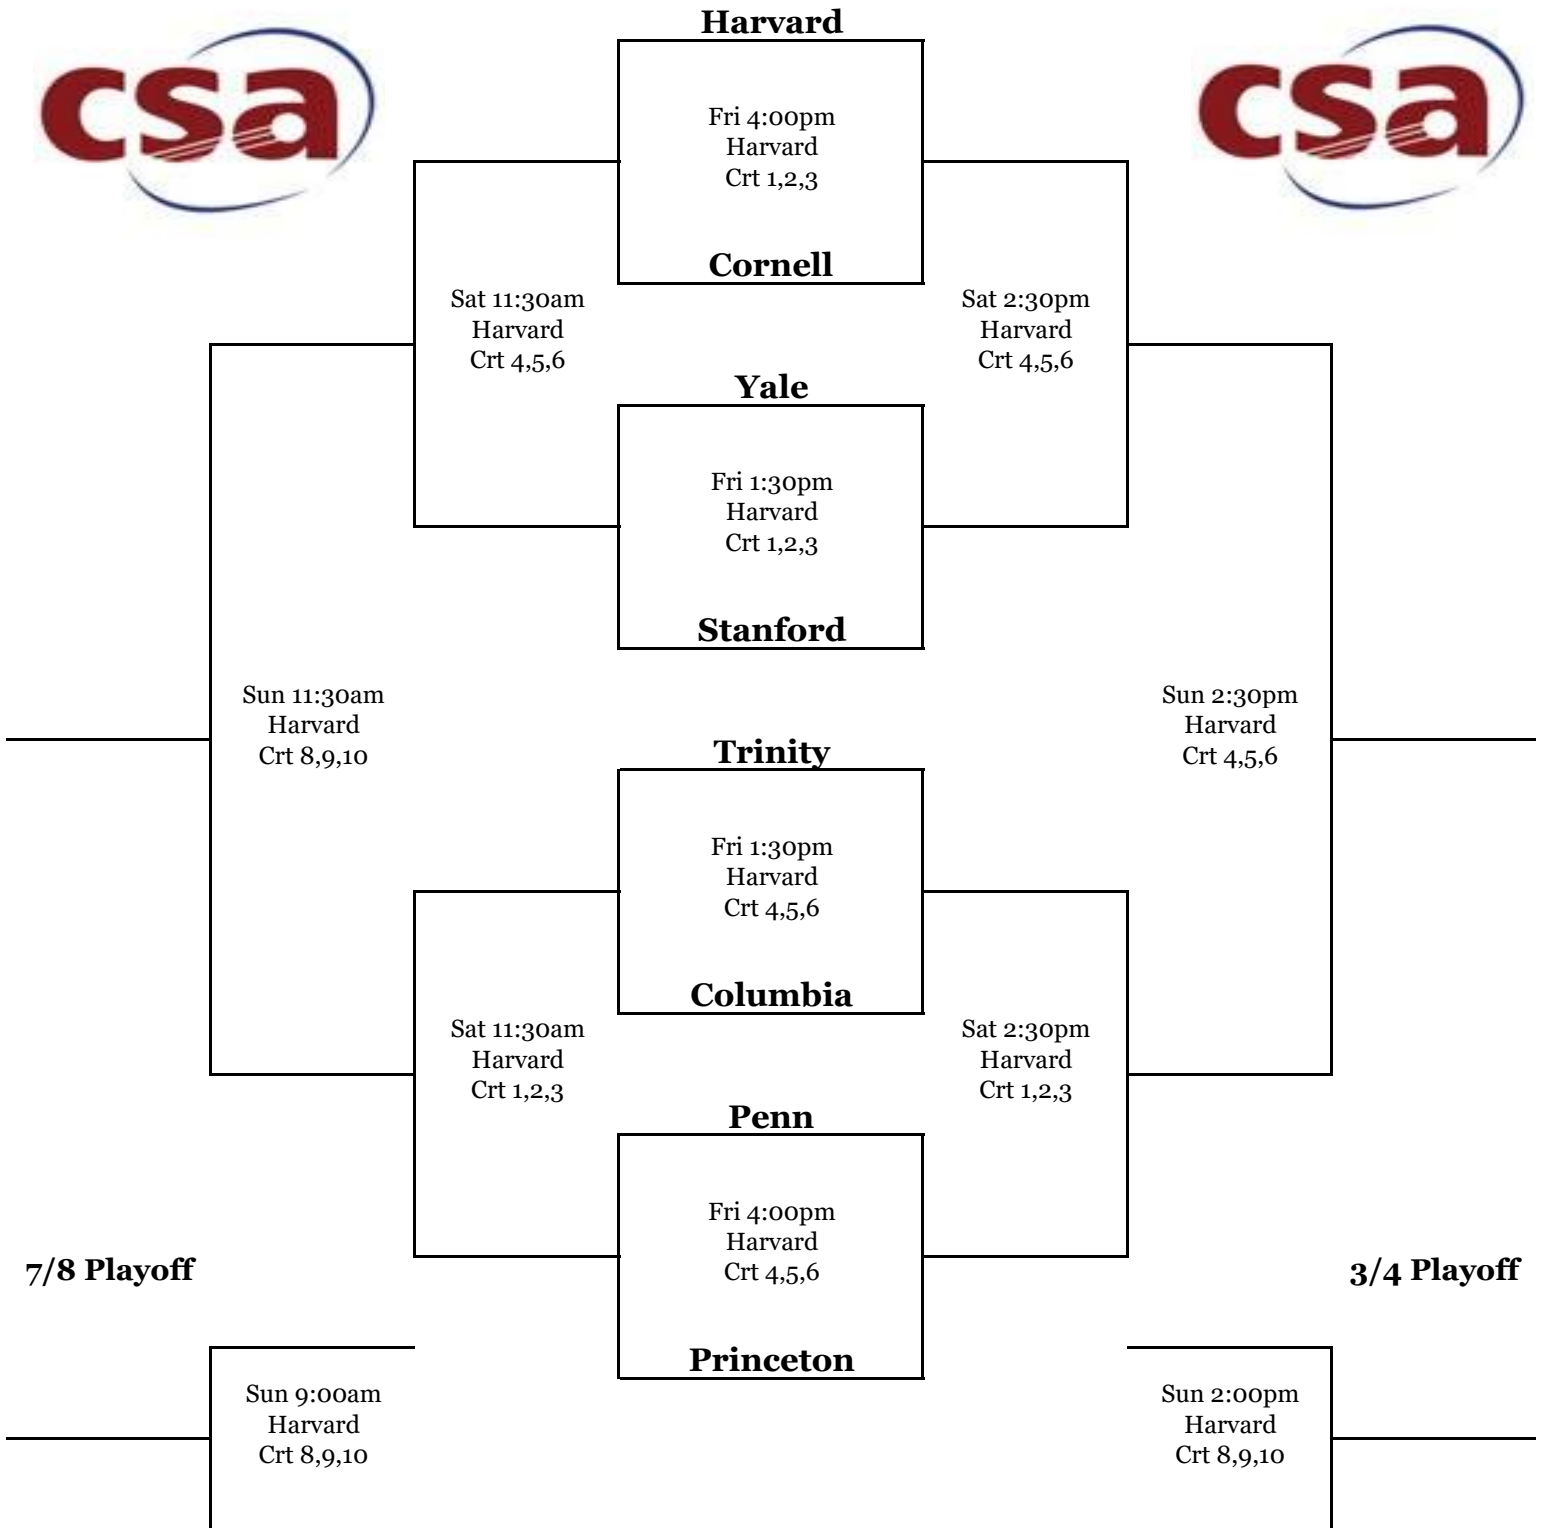 csa
csa
Harvard
Fri 4:00pm
Harvard
Crt 1,2,3
Cornell
Sat 11:30am
Harvard
Crt 4,5,6
Sat 2:30pm
Harvard
Crt 4,5,6
Yale
Fri 1:30pm
Harvard
Crt 1,2,3
Stanford
Sun 11:30am
Harvard
Crt 8,9,10
Sun 2:30pm
Harvard
Crt 4,5,6
Trinity
Fri 1:30pm
Harvard
Crt 4,5,6
Columbia
Sat 11:30am
Harvard
Crt 1,2,3
Sat 2:30pm
Harvard
Crt 1,2,3
Penn
Fri 4:00pm
Harvard
Crt 4,5,6
Princeton
7/8 Playoff
3/4 Playoff
Sun 9:00am
Harvard
Crt 8,9,10
Sun 2:00pm
Harvard
Crt 8,9,10